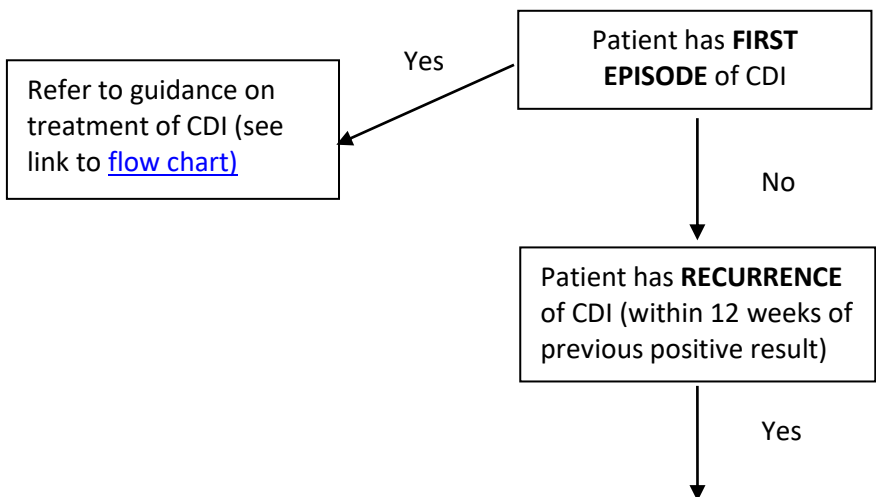 Patient has FIRST
EPISODE of CDI
Yes
Refer to guidance on
treatment of CDI (see
link to flow chart)
No
Patient has RECURRENCE
of CDI (within 12 weeks of
previous positive result)
Yes